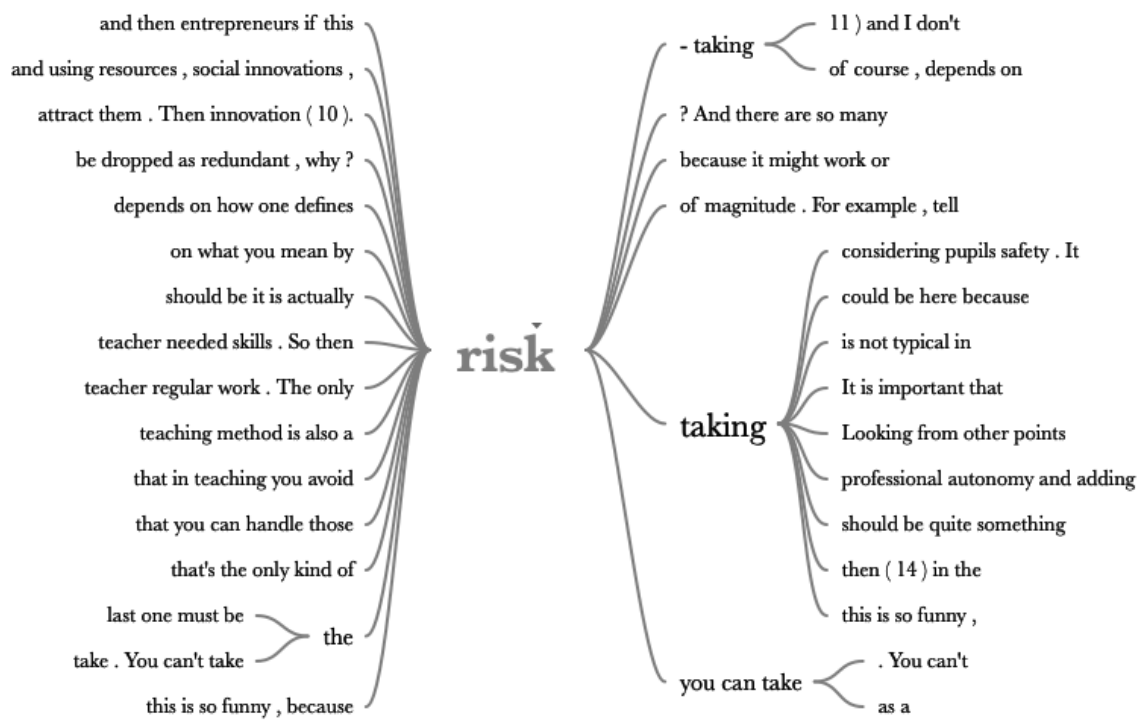 and then entrepreneurs if this
and using resources , social innovations ,
attract them . Then innovation ( 10 ).
be dropped as redundant , why ?
depends on how one defines
on what you mean by
should be it is actually
teacher needed skills . So then
teacher regular work . The only
teaching method is also a
that in teaching you avoid
that you can handle those
that's the only kind of
last one must be
take . You can't take
the
this is so funny , because
risk
- taking
11 ) and I don't
of course , depends on
? And there are so many
because it might work or
of magnitude . For example , tell
taking
considering pupils safety . It
could be here because
is not typical in
It is important that
Looking from other points
professional autonomy and adding
should be quite something
then ( 14 ) in the
this is so funny ,
you can take
. You can't
as a